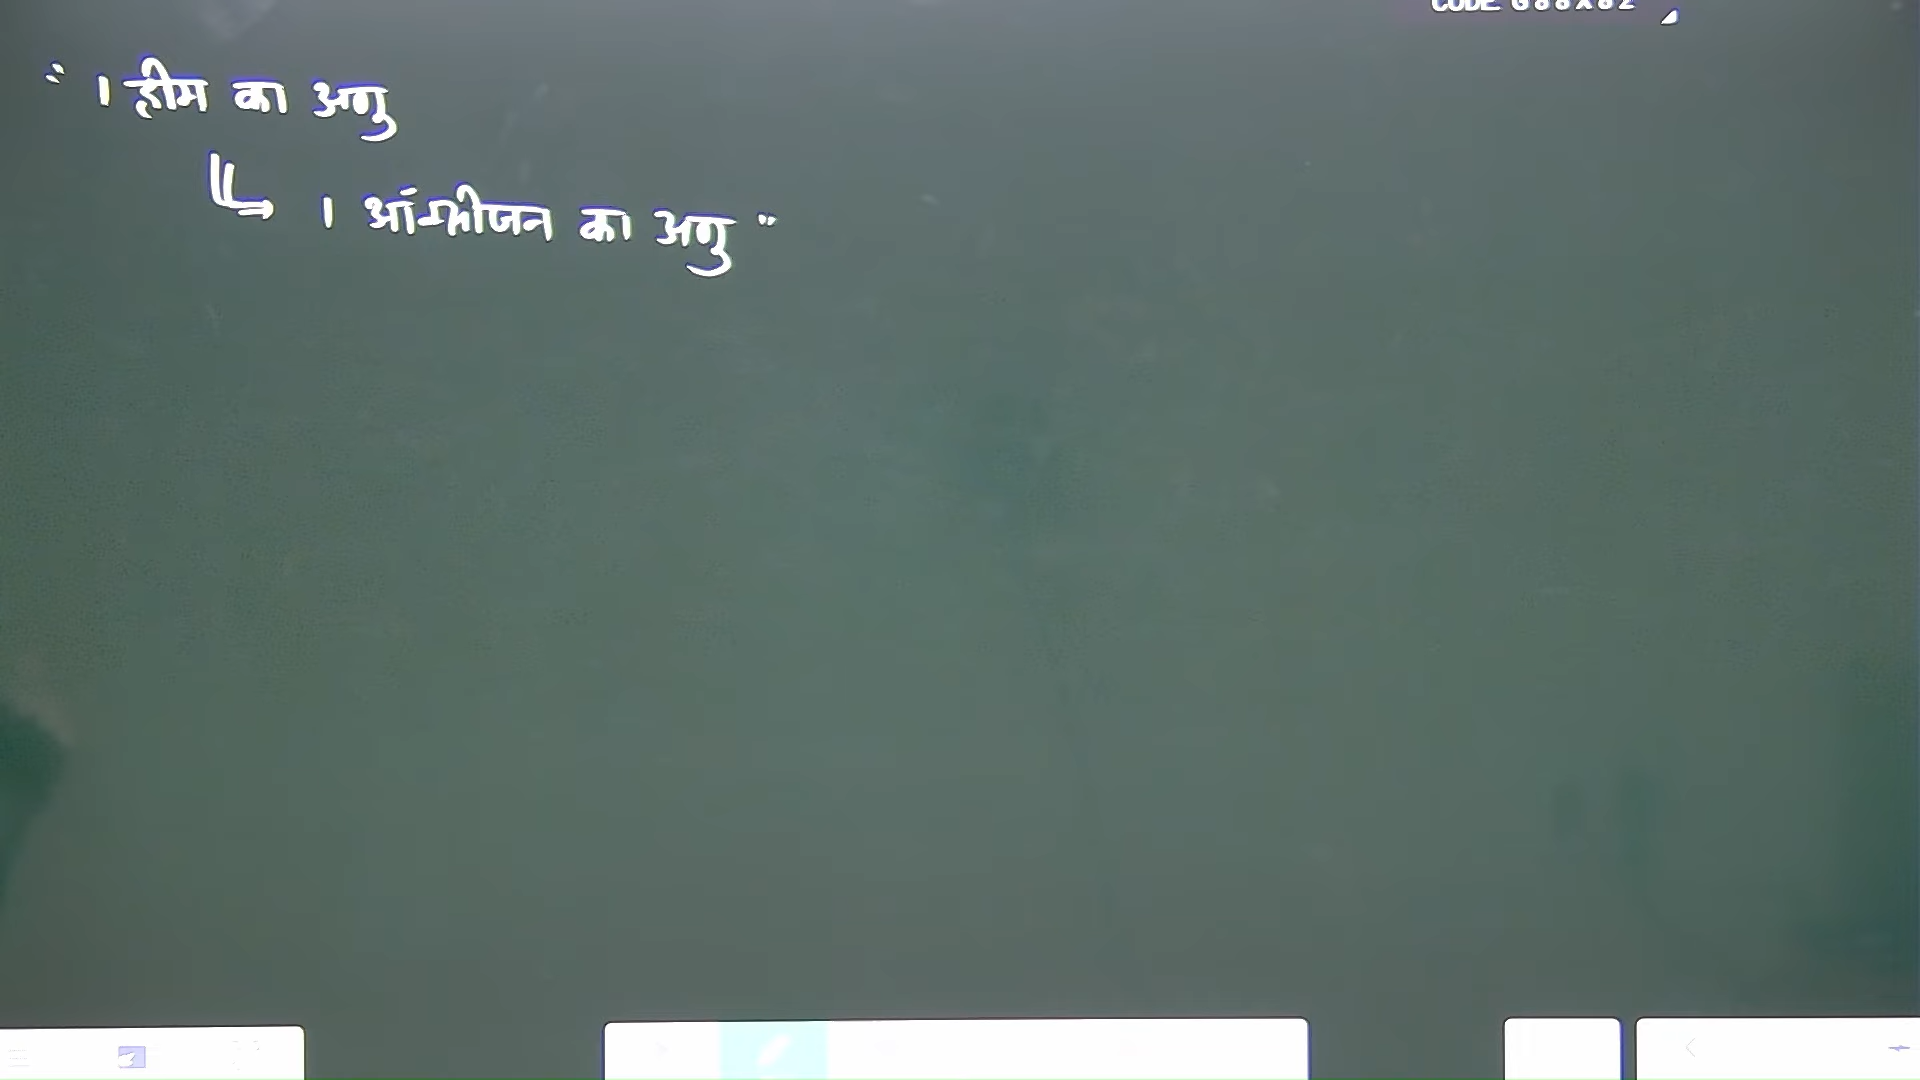 " 1 हीम का अणु
1 ऑक्सीजन का अणु "